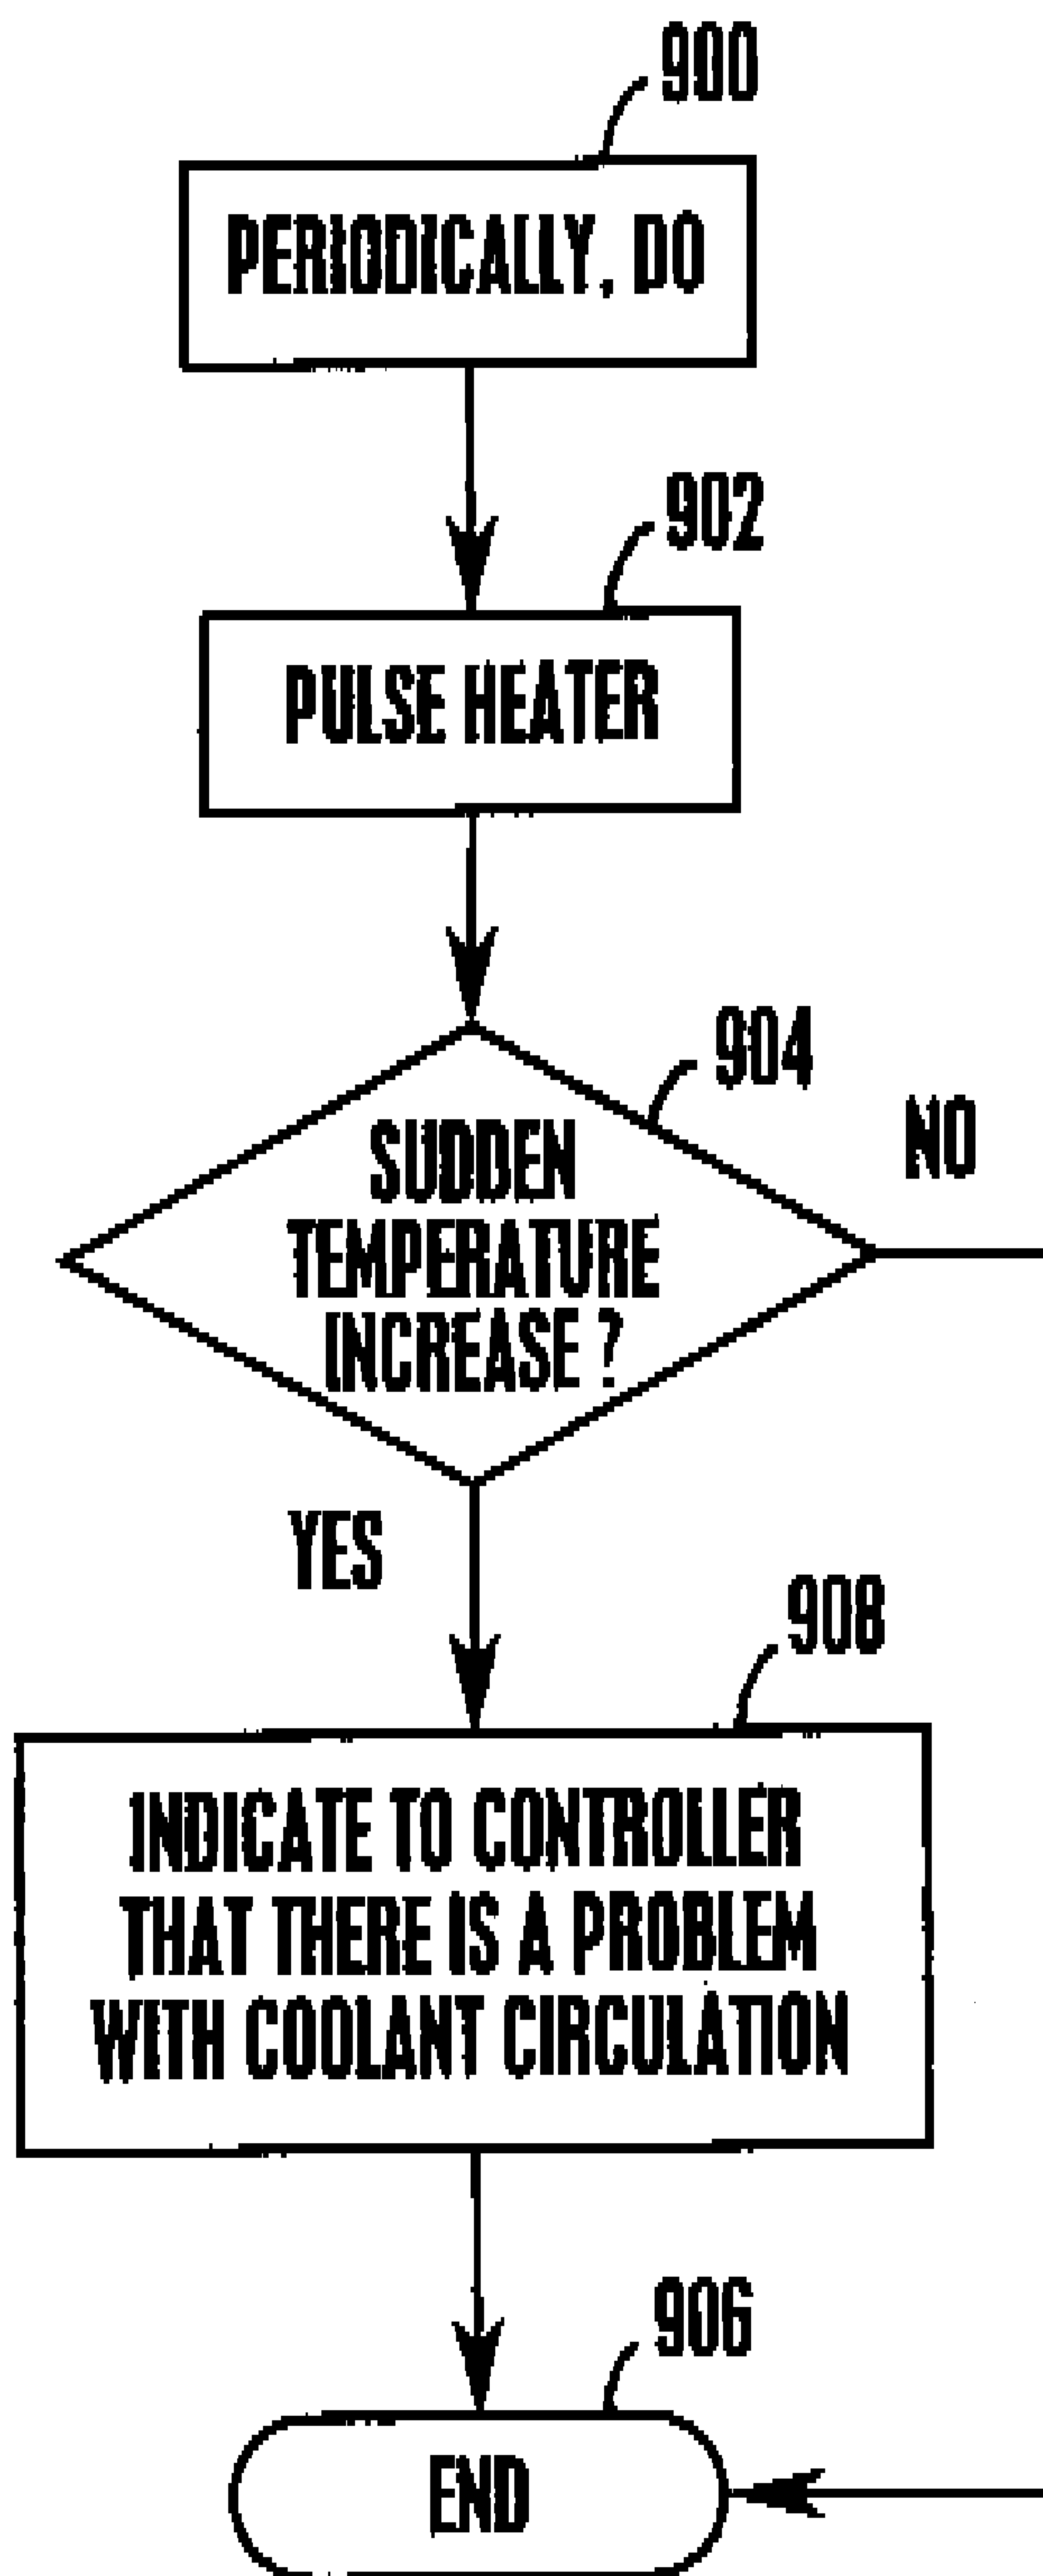 900
PERIODICALLY, DO
902
PULSE HEATER
904
NO
SUDDEN
TEMPERATURE
INCREASE ?
YES
908
INDICATE TO CONTROLLER
THAT THERE IS A PROBLEM
WITH COOLANT CIRCULATION
906
END